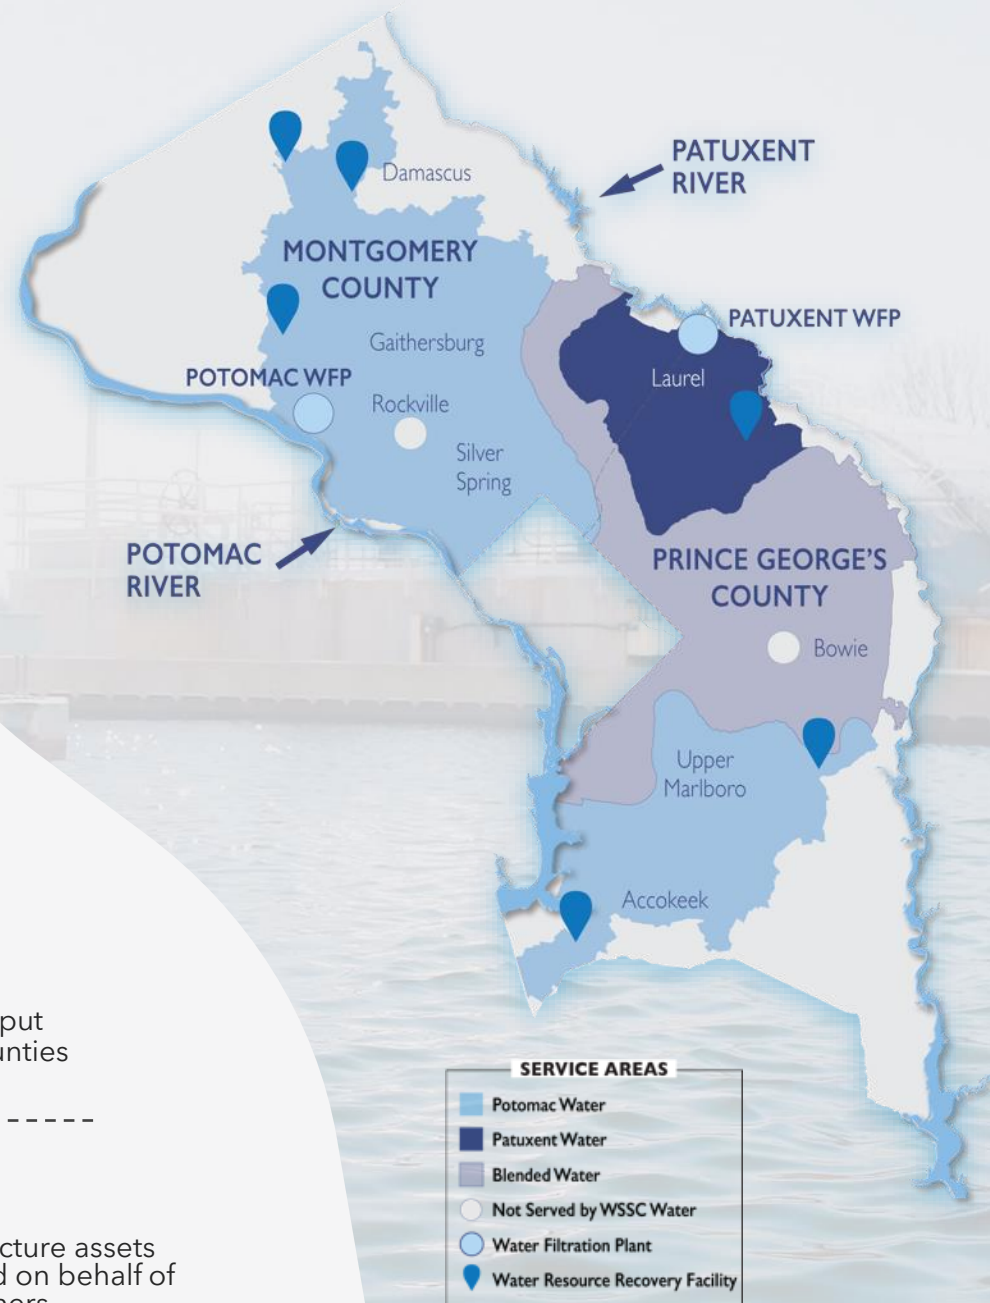 PATUXENT
RIVER
Damascus
MONTGOMERY
COUNTY
PATUXENT WFP
Gaithersburg
POTOMAC WFP
Laurel
Rockville
Silver
Spring
POTOMAC
RIVER
PRINCE GEORGE'S
COUNTY
Bowie
Upper
Marlboro
Accokeek
put
unties
cture assets
d on behalf of
SERVICE AREAS
Potomac Water
Patuxent Water
Blended Water
Not Served by WSSC Water
Water Filtration Plant
Water Resource Recovery Facility